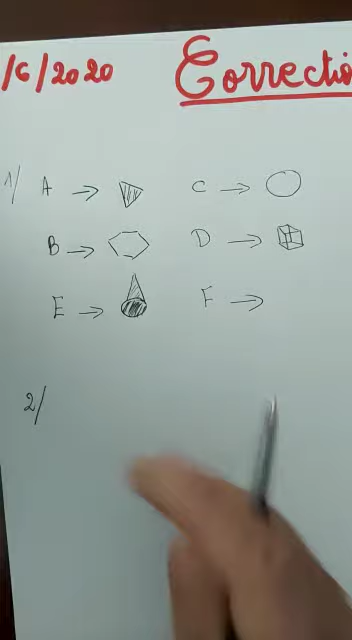 /6/2020 Correctio
1/ A → C →
B → D →
E → F →
2/